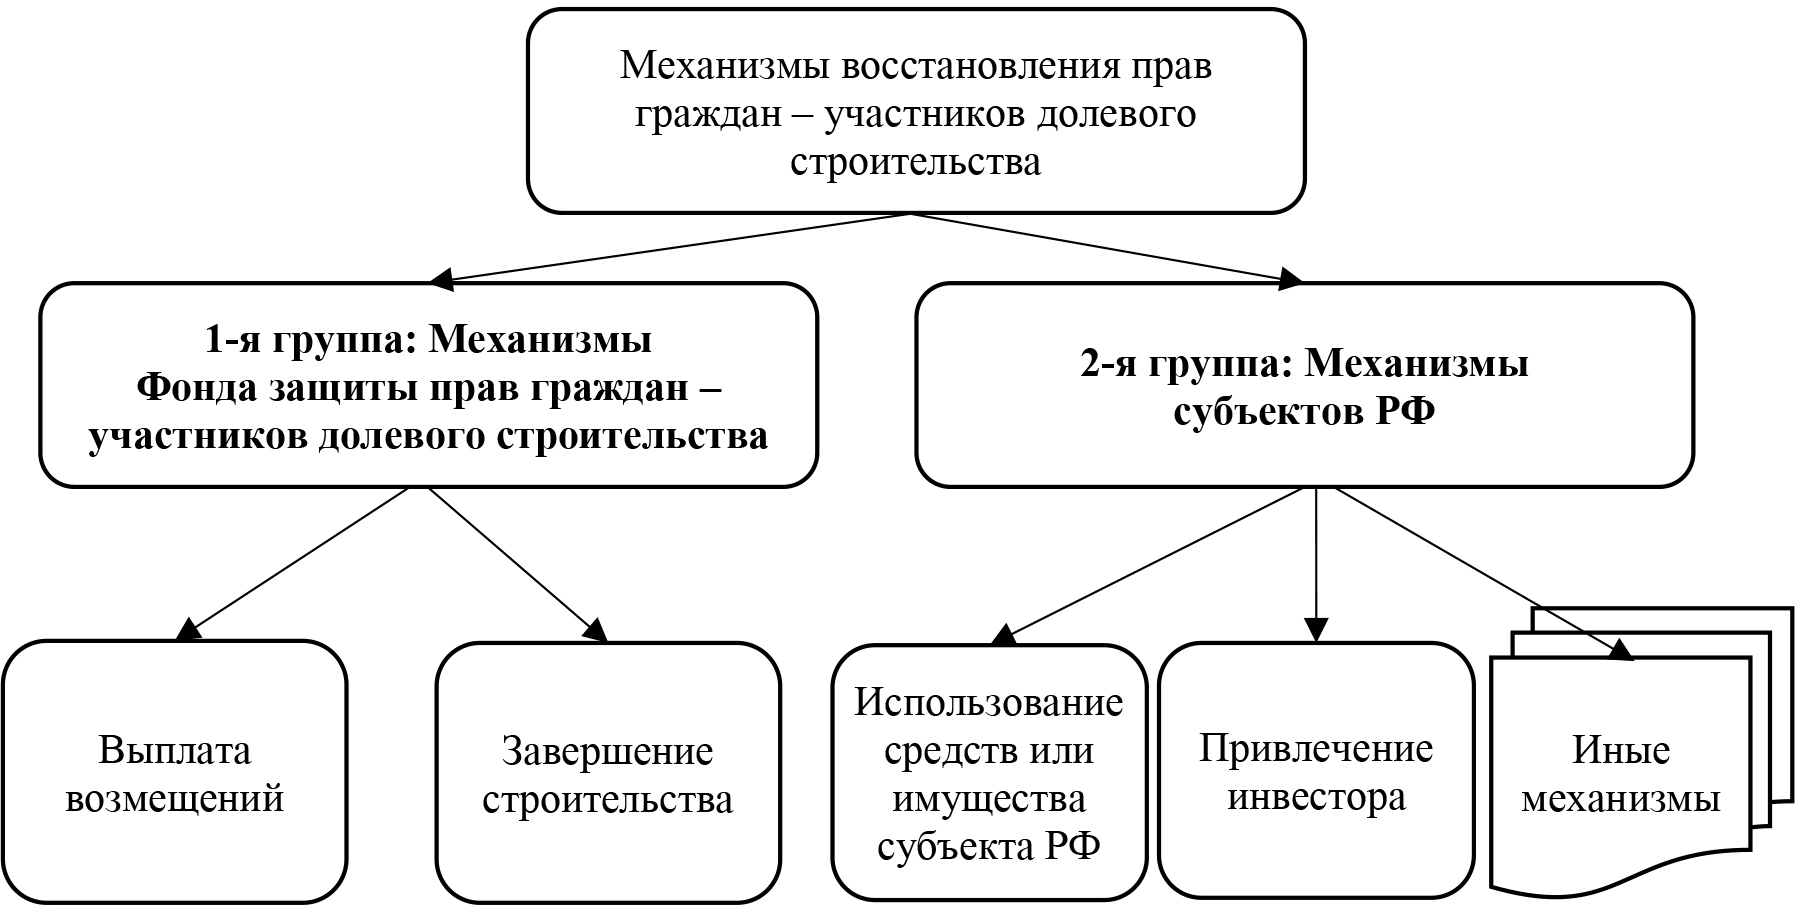 Механизмы восстановления прав
граждан – участников долевого
строительства
1-я группа: Механизмы
Фонда защиты прав граждан –
участников долевого строительства
2-я группа: Механизмы
субъектов РФ
Выплата
возмещений
Завершение
строительства
Использование
средств или
имущества
субъекта РФ
Привлечение
инвестора
Иные
механизмы